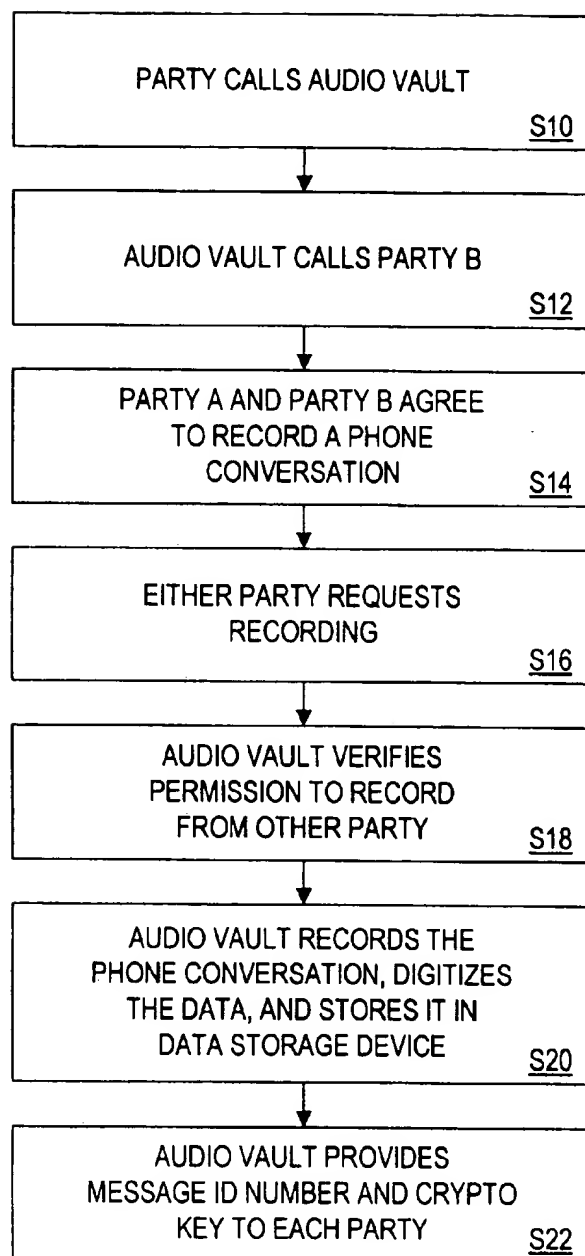 PARTY CALLS AUDIO VAULT
S10
AUDIO VAULT CALLS PARTY B
S12
PARTY A AND PARTY B AGREE
TO RECORD A PHONE
CONVERSATION
S14
EITHER PARTY REQUESTS
RECORDING
S16
AUDIO VAULT VERIFIES
PERMISSION TO RECORD
FROM OTHER PARTY
S18
AUDIO VAULT RECORDS THE
PHONE CONVERSATION, DIGITIZES
THE DATA, AND STORES IT IN
DATA STORAGE DEVICE
S20
AUDIO VAULT PROVIDES
MESSAGE ID NUMBER AND CRYPTO
KEY TO EACH PARTY
S22